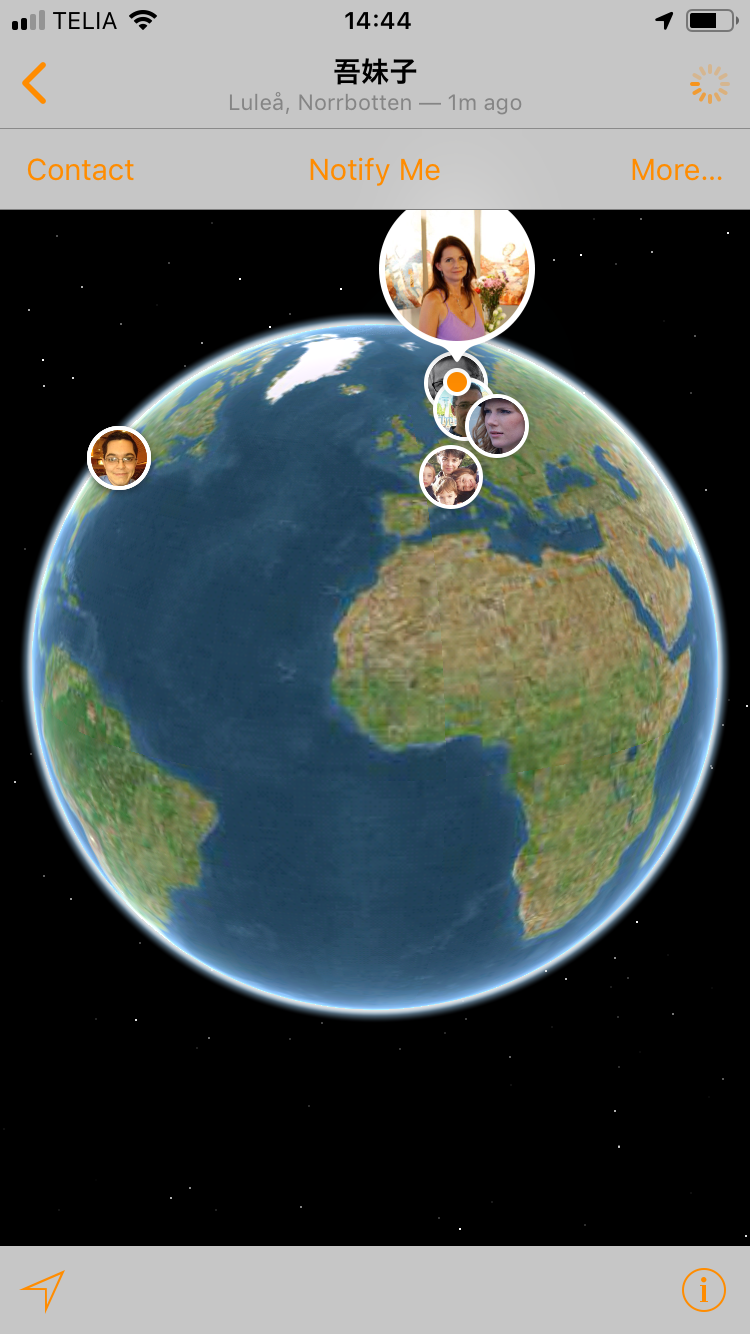 TELIA 14:44
吾妹子
Luleå, Norrbotten — 1m ago
Contact Notify Me More...